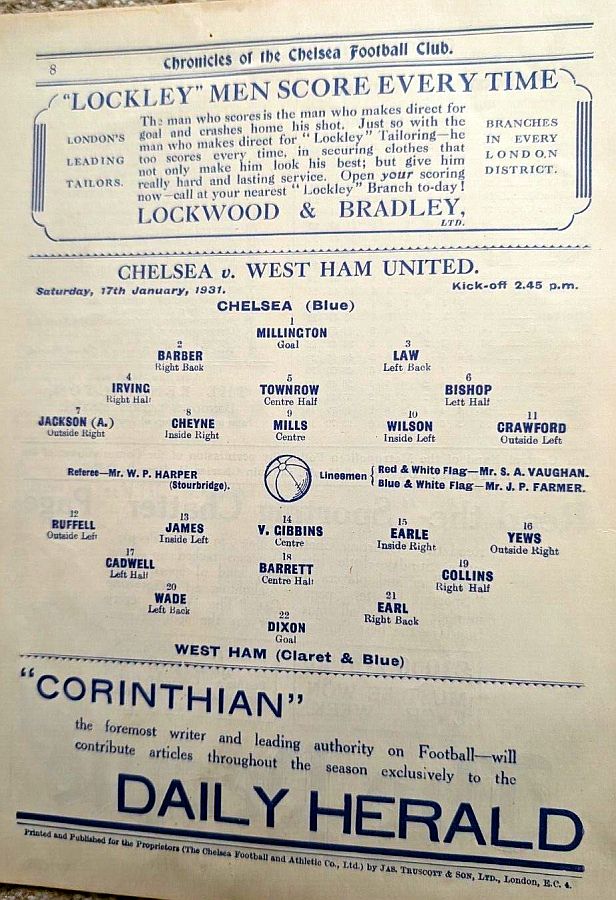 8
Chronicles of the Chelsea Football Club.
"LOCKLEY" MEN SCORE EVERY TIME
LONDON'S
LEADING
TAILORS.
The man who scores is the man who makes direct for
goal and crashes home his shot. Just so with the
man who makes direct for "Lockley" Tailoring—he
too scores every time, in securing clothes that
not only make him look his best; but give him
really hard and lasting service. Open your scoring
now—call at your nearest "Lockley" Branch to-day!
BRANCHES
IN EVERY
LONDON
DISTRICT.
LOCKWOOD & BRADLEY,
LTD.
CHELSEA v. WEST HAM UNITED.
Saturday, 17th January, 1931. Kick-off 2.45 p.m.
CHELSEA (Blue)
1
MILLINGTON
Goal
2 3
BARBER LAW
Right Back Left Back
4 5 6
IRVING TOWNROW BISHOP
Right Half Centre Half Left Half
7 8 9 10 11
JACKSON (A.) CHEYNE MILLS WILSON CRAWFORD
Outside Right Inside Right Centre Inside Left Outside Left
Referee—Mr. W. P. HARPER
(Stourbridge).
Linesmen
Red & White Flag—Mr. S. A. VAUGHAN.
Blue & White Flag—Mr. J. P. FARMER.
12 13 14 15 16
RUFFELL JAMES V. GIBBINS EARLE YEWS
Outside Left Inside Left Centre Inside Right Outside Right
17 18 19
CADWELL BARRETT COLLINS
Left Half Centre Half Right Half
20 21
WADE EARL
Left Back Right Back
22
DIXON
Goal
WEST HAM (Claret & Blue)
"CORINTHIAN"
the foremost writer and leading authority on Football—will
contribute articles throughout the season exclusively to the
DAILY HERALD
Printed and Published for the Proprietors (The Chelsea Football and Athletic Co., Ltd.) by JAS. TRUSCOTT & SON, LTD., London, E.C. 4.